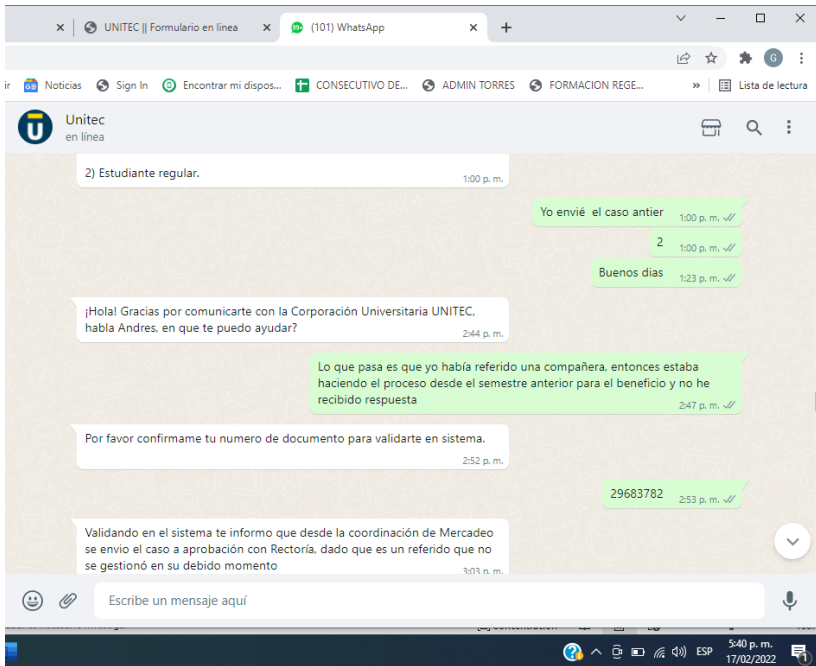 UNITEC || Formulario en linea
99+
(101) WhatsApp
G
ir
Noticias
Sign In
Encontrar mi dispos...
CONSECUTIVO DE...
ADMIN TORRES
FORMACION REGE...
»
Lista de lectura
Unitec
en línea
2) Estudiante regular.
1:00 p. m.
Yo envié el caso antier
1:00 p. m.
2
1:00 p. m.
Buenos dias
1:23 p. m.
¡Hola! Gracias por comunicarte con la Corporación Universitaria UNITEC,
habla Andres, en que te puedo ayudar?
2:44 p. m.
Lo que pasa es que yo había referido una compañera, entonces estaba
haciendo el proceso desde el semestre anterior para el beneficio y no he
recibido respuesta
2:47 p. m.
Por favor confirmame tu numero de documento para validarte en sistema.
2:52 p. m.
29683782
2:53 p. m.
Validando en el sistema te informo que desde la coordinación de Mercadeo
se envio el caso a aprobación con Rectoría, dado que es un referido que no
se gestionó en su debido momento
3:03 p. m.
Escribe un mensaje aquí
ESP
5:40 p. m.
17/02/2022
1